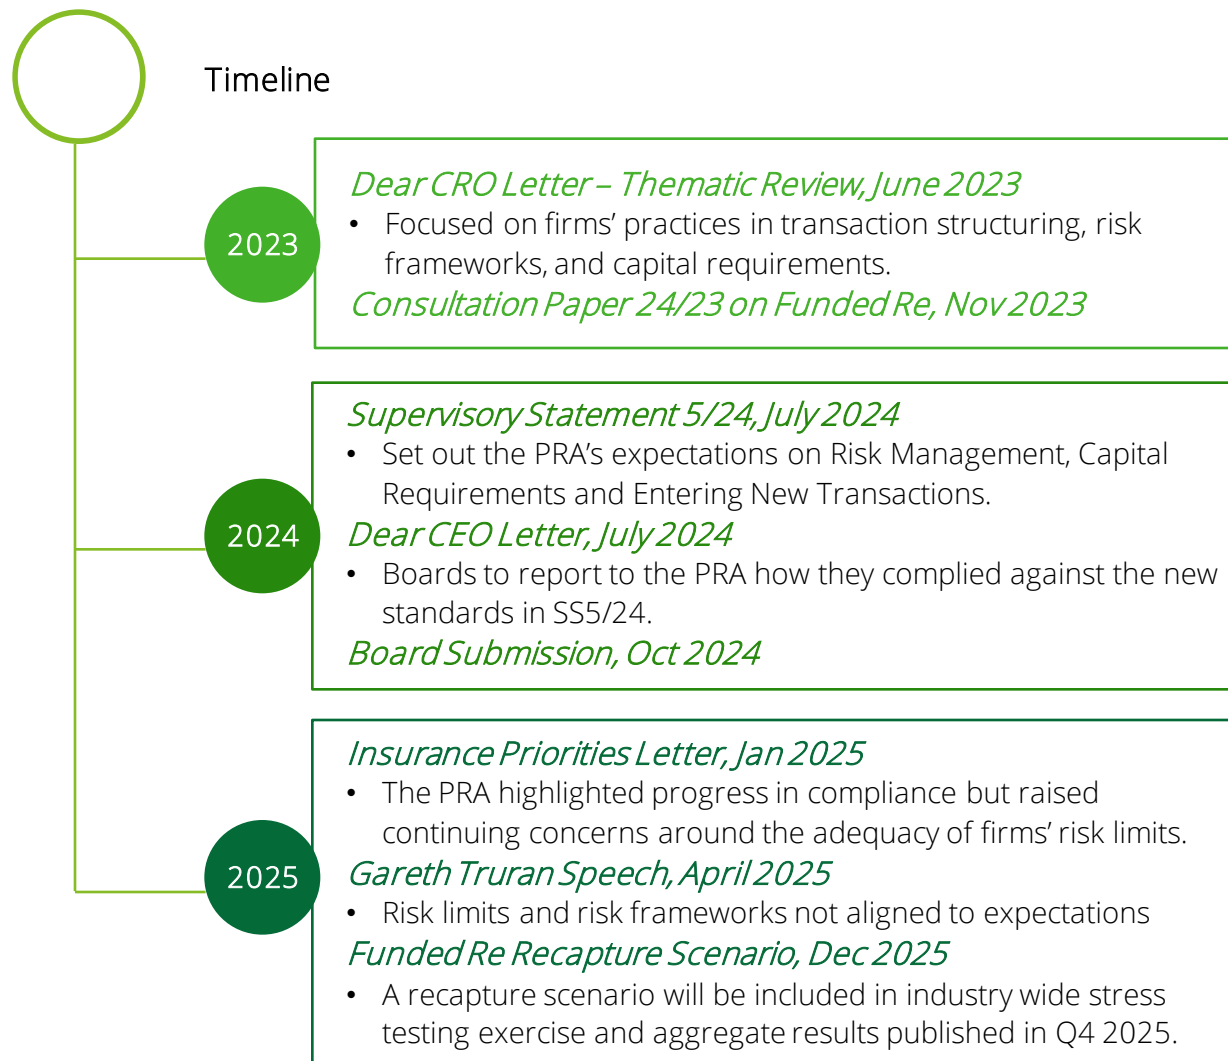 Timeline
2023
Dear CRO Letter – Thematic Review, June 2023
• Focused on firms’ practices in transaction structuring, risk
frameworks, and capital requirements.
Consultation Paper 24/23 on Funded Re, Nov 2023
2024
Supervisory Statement 5/24, July 2024
• Set out the PRA’s expectations on Risk Management, Capital
Requirements and Entering New Transactions.
Dear CEO Letter, July 2024
• Boards to report to the PRA how they complied against the new
standards in SS5/24.
Board Submission, Oct 2024
2025
Insurance Priorities Letter, Jan 2025
• The PRA highlighted progress in compliance but raised
continuing concerns around the adequacy of firms’ risk limits.
Gareth Truran Speech, April 2025
• Risk limits and risk frameworks not aligned to expectations
Funded Re Recapture Scenario, Dec 2025
• A recapture scenario will be included in industry wide stress
testing exercise and aggregate results published in Q4 2025.